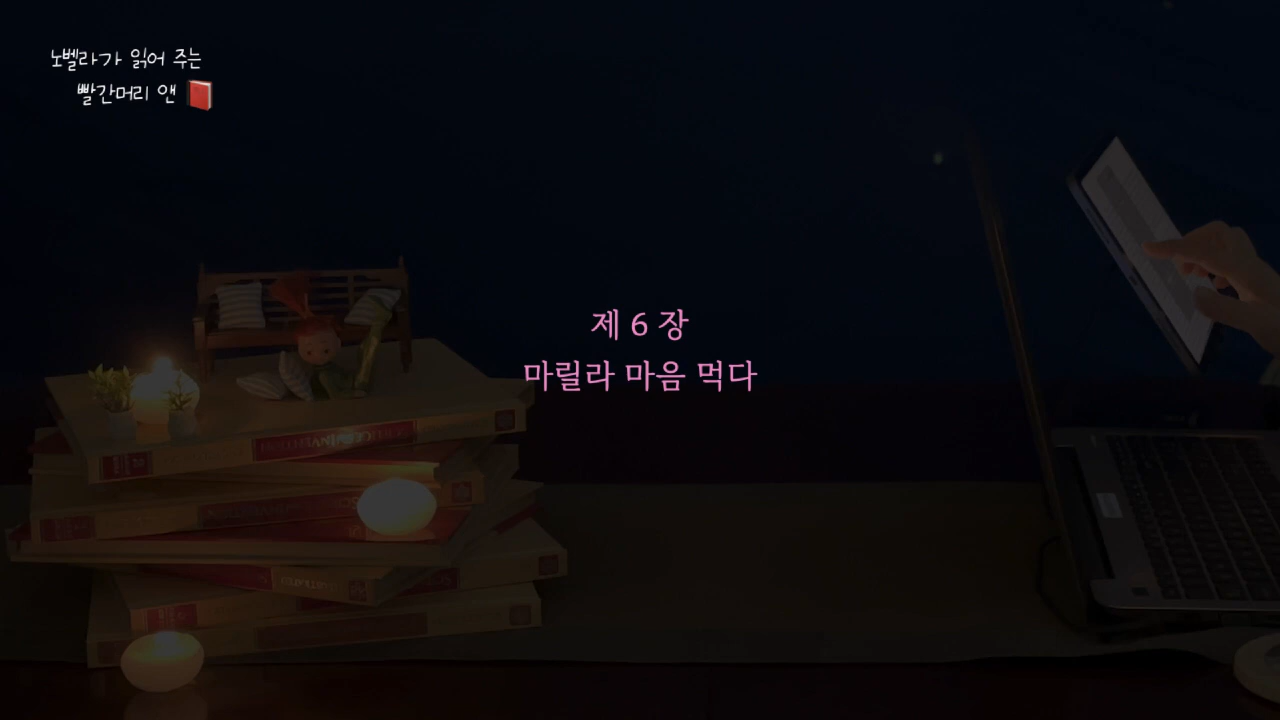 노벨라가 읽어 주는
빨간머리 앤
제 6 장
마릴라 마음 먹다